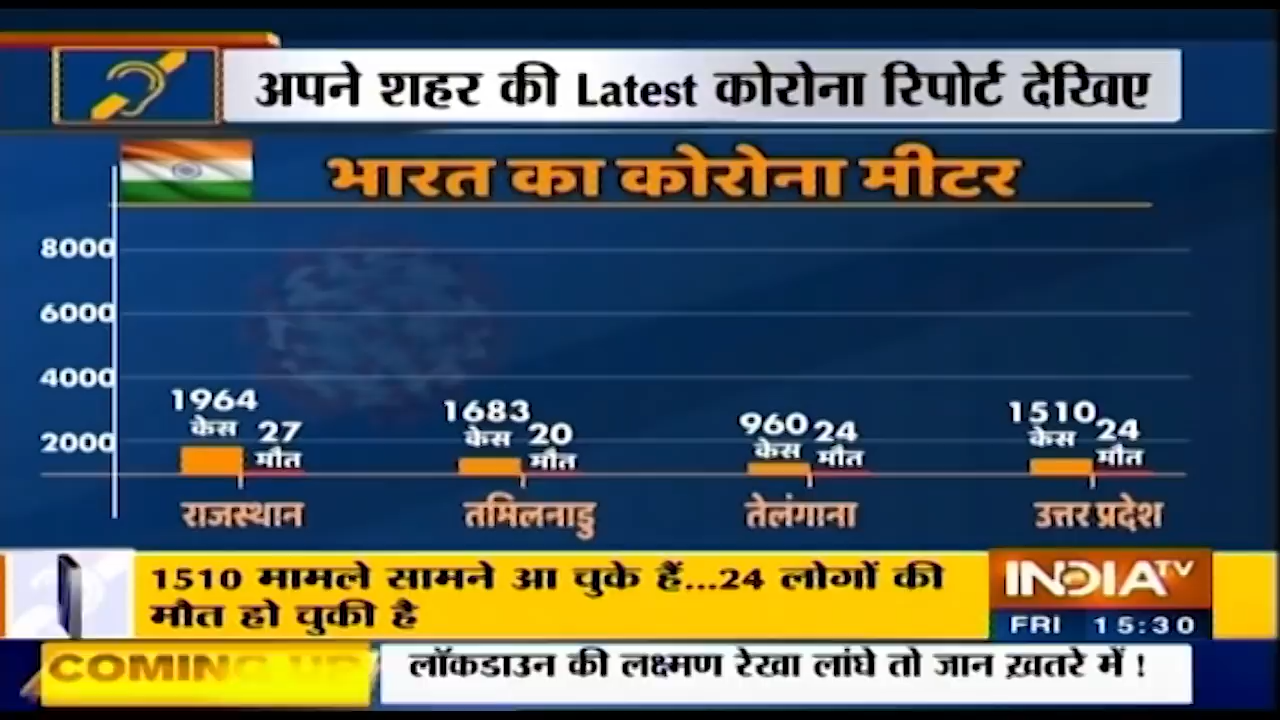 अपने शहर की Latest कोरोना रिपोर्ट देखिए
भारत का कोरोना मीटर
8000
6000
4000
2000
1964
केस
27
मौत
राजस्थान
1683
केस
20
मौत
तमिलनाडु
960
केस
24
मौत
तेलंगाना
1510
केस
24
मौत
उत्तर प्रदेश
1510 मामले सामने आ चुके हैं...24 लोगों की
मौत हो चुकी है
INDIA TV
FRI 15:30
COMING UP
लॉकडाउन की लक्ष्मण रेखा लांघे तो जान ख़तरे में !